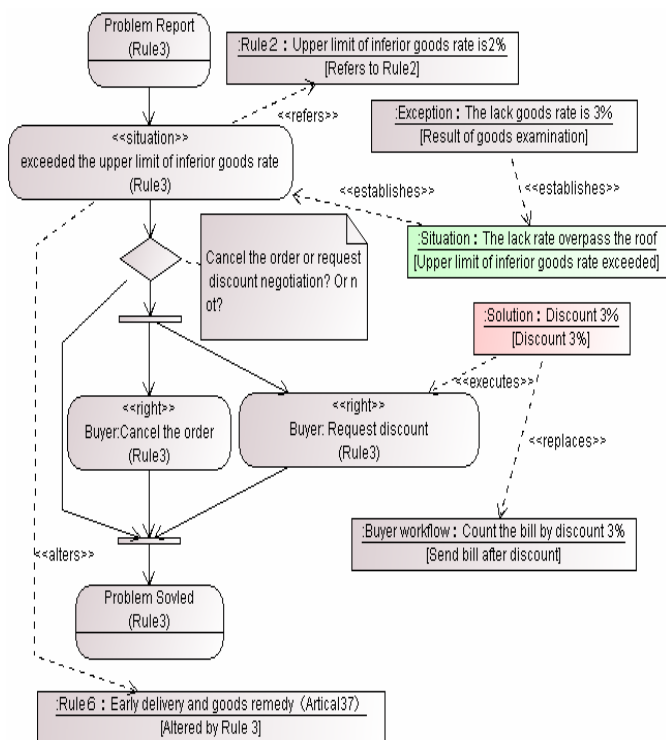 Problem Report
(Rule3)
:Rule2 : Upper limit of inferior goods rate is2%
[Refers to Rule2]
<<refers>>
:Exception : The lack goods rate is 3%
[Result of goods examination]
<<situation>>
exceeded the upper limit of inferior goods rate
(Rule3)
<<establishes>>
<<establishes>>
:Situation : The lack rate overpass the roof
[Upper limit of inferior goods rate exceeded]
Cancel the order or request
discount negotiation? Or n
ot?
:Solution : Discount 3%
[Discount 3%]
<<executes>>
<<right>>
Buyer:Cancel the order
(Rule3)
<<right>>
Buyer: Request discount
(Rule3)
<<replaces>>
:Buyer workflow : Count the bill by discount 3%
[Send bill after discount]
<<alters>>
Problem Sovled
(Rule3)
:Rule6 : Early delivery and goods remedy (Artical37)
[Altered by Rule 3]